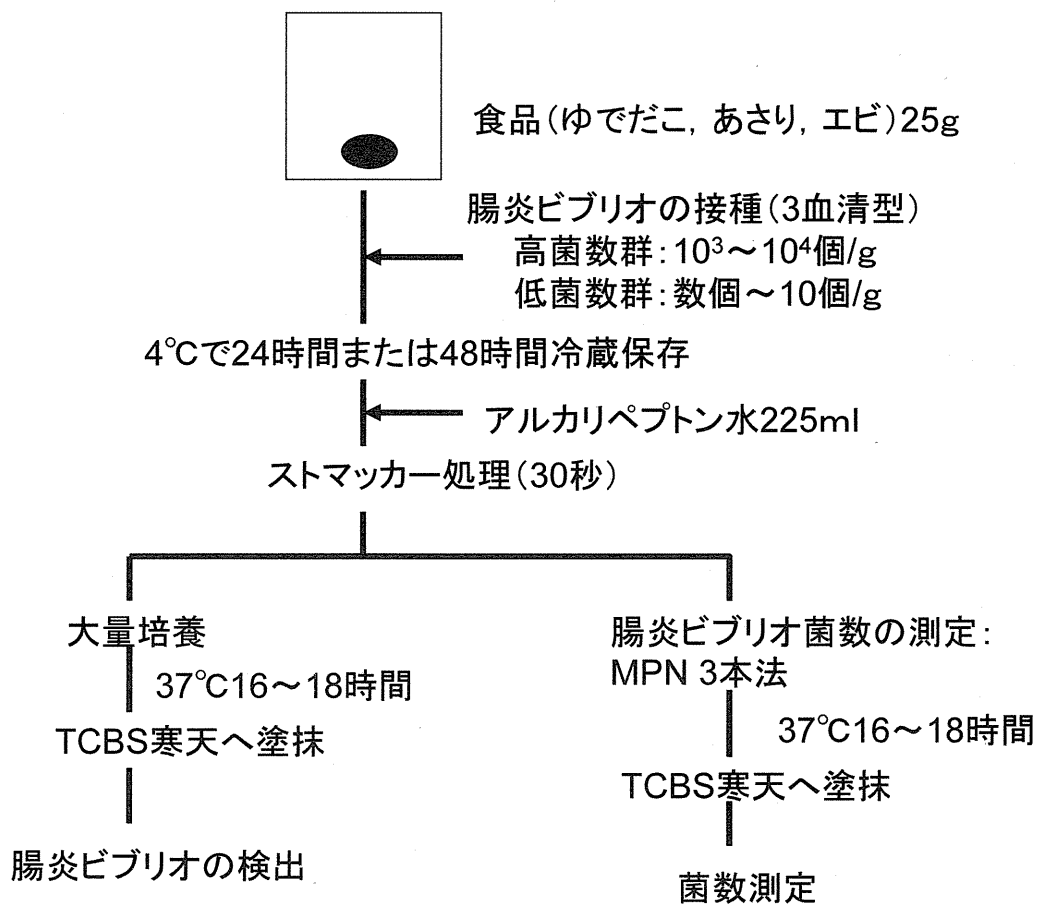 食品(ゆでだこ, あさり, エビ)25g
腸炎ビブリオの接種(3血清型)
高菌数群:10³~10⁴個/g
低菌数群:数個~10個/g
4℃で24時間または48時間冷蔵保存
アルカリペプトン水225ml
ストマッカー処理(30秒)
大量培養
37℃16~18時間
TCBS寒天へ塗抹
腸炎ビブリオの検出
腸炎ビブリオ菌数の測定:
MPN 3本法
37℃16~18時間
TCBS寒天へ塗抹
菌数測定